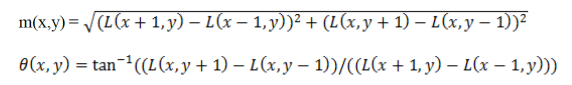 m(x,y) = √(L(x + 1, y) − L(x − 1, y))² + (L(x, y + 1) − L(x, y − 1))²
θ(x, y) = tan⁻¹((L(x, y + 1) − L(x, y − 1))/((L(x + 1, y) − L(x − 1, y)))